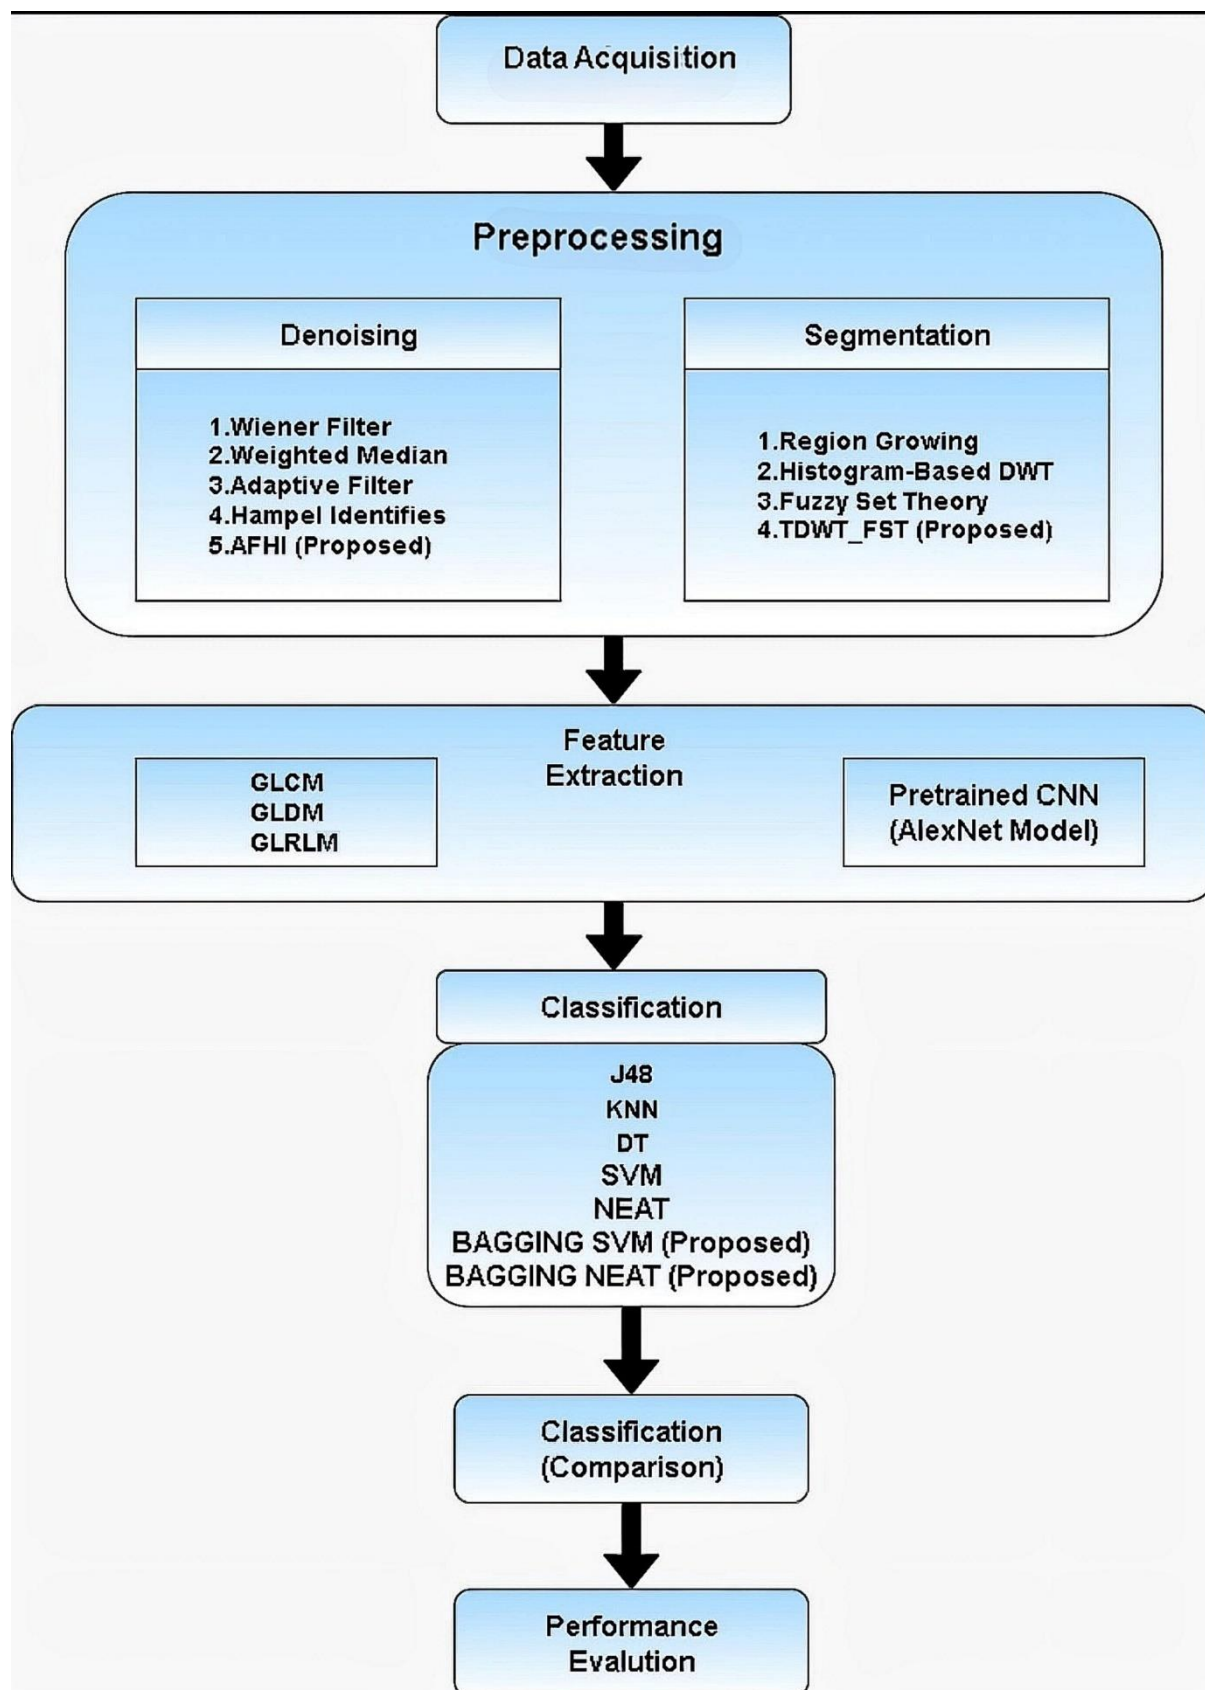 Data Acquisition
Preprocessing
Denoising
1.Wiener Filter
2.Weighted Median
3.Adaptive Filter
4.Hampel Identifies
5.AFHI (Proposed)
Segmentation
1.Region Growing
2.Histogram-Based DWT
3.Fuzzy Set Theory
4.TDWT_FST (Proposed)
Feature
Extraction
GLCM
GLDM
GLRLM
Pretrained CNN
(AlexNet Model)
Classification
J48
KNN
DT
SVM
NEAT
BAGGING SVM (Proposed)
BAGGING NEAT (Proposed)
Classification
(Comparison)
Performance
Evalution